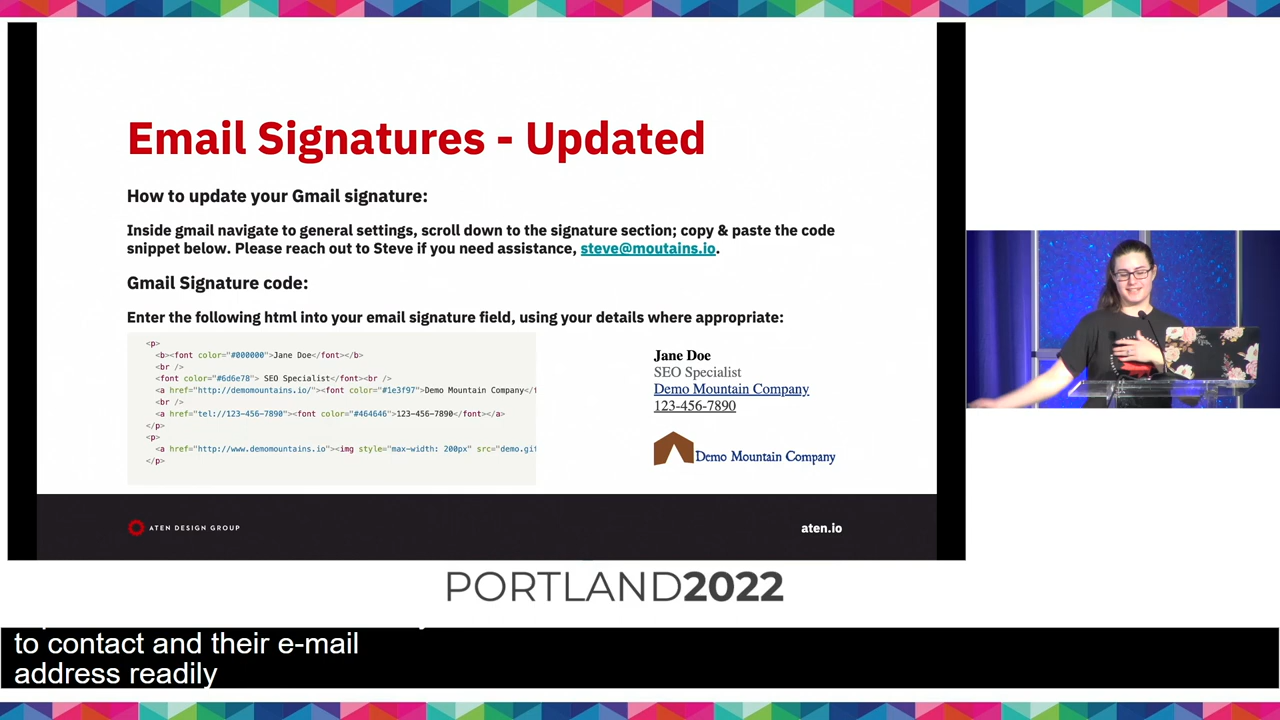 Email Signatures - Updated
How to update your Gmail signature:
Inside gmail navigate to general settings, scroll down to the signature section; copy & paste the code
snippet below. Please reach out to Steve if you need assistance, steve@moutains.io.
Gmail Signature code:
Enter the following html into your email signature field, using your details where appropriate:
<p>
<b><font color="#000000">Jane Doe</font></b>
<br />
<font color="#6d6e78"> SEO Specialist</font><br />
<a href="http://demomountains.io/"><font color="#1e3f97">Demo Mountain Company</f
<br />
<a href="tel://123-456-7890"><font color="#464646">123-456-7890</font></a>
</p>
<p>
<a href="http://www.demomountains.io"><img style="max-width: 200px" src="demo.gif
</p>
Jane Doe
SEO Specialist
Demo Mountain Company
123-456-7890
Demo Mountain Company
ATEN DESIGN GROUP
aten.io
PORTLAND2022
to contact and their e-mail
address readily